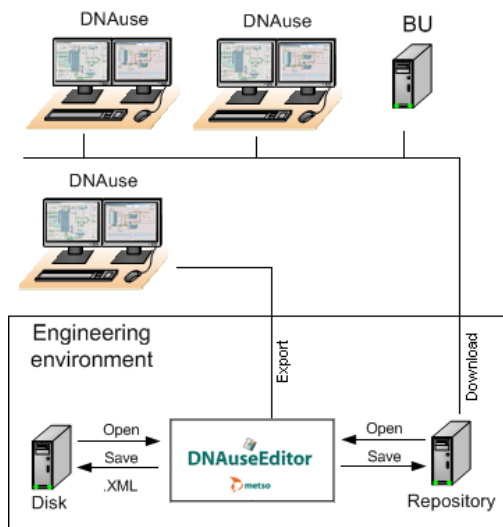 DNAuse
DNAuse
BU
DNAuse
Engineering
environment
Export
Download
Open
Save
.XML
Disk
DNAuseEditor
metso
Open
Save
Repository